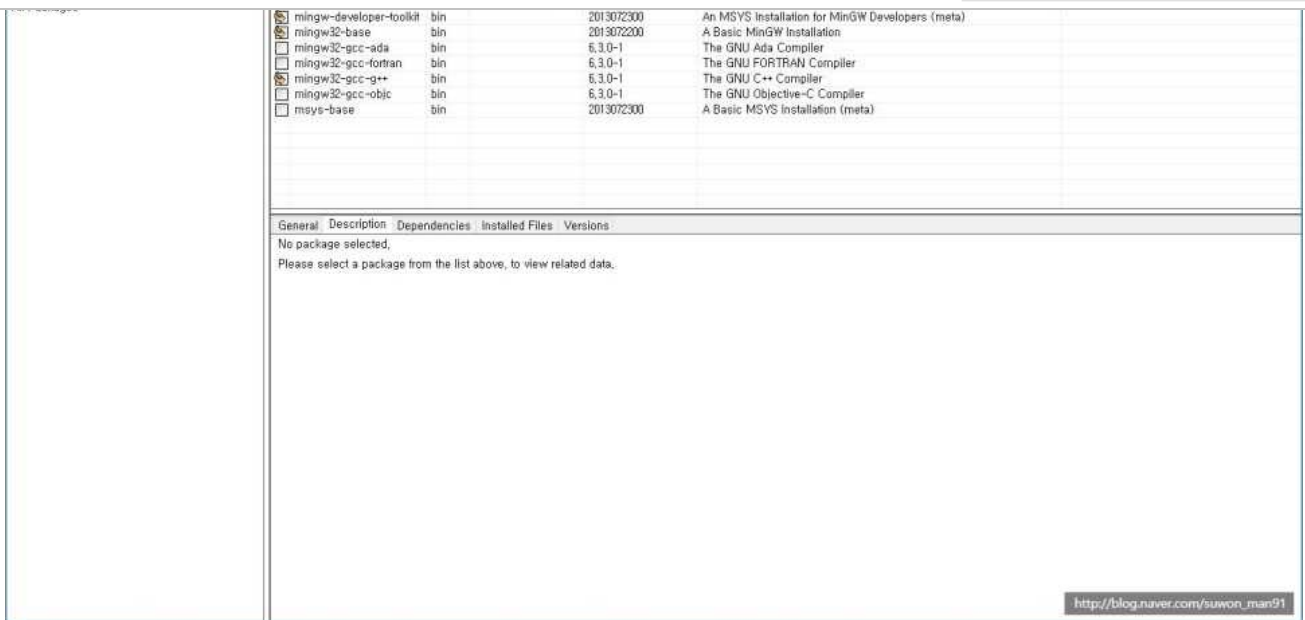 mingw-developer-toolkit bin 2013072300 An MSYS Installation for MinGW Developers (meta)
mingw32-base bin 2013072200 A Basic MinGW Installation
mingw32-gcc-ada bin 6,3,0-1 The GNU Ada Compiler
mingw32-gcc-fortran bin 6,3,0-1 The GNU FORTRAN Compiler
mingw32-gcc-g++ bin 6,3,0-1 The GNU C++ Compiler
mingw32-gcc-objc bin 6,3,0-1 The GNU Objective-C Compiler
msys-base bin 2013072300 A Basic MSYS Installation (meta)
General Description Dependencies Installed Files Versions
No package selected,
Please select a package from the list above, to view related data,
http://blog.naver.com/suwon_man91